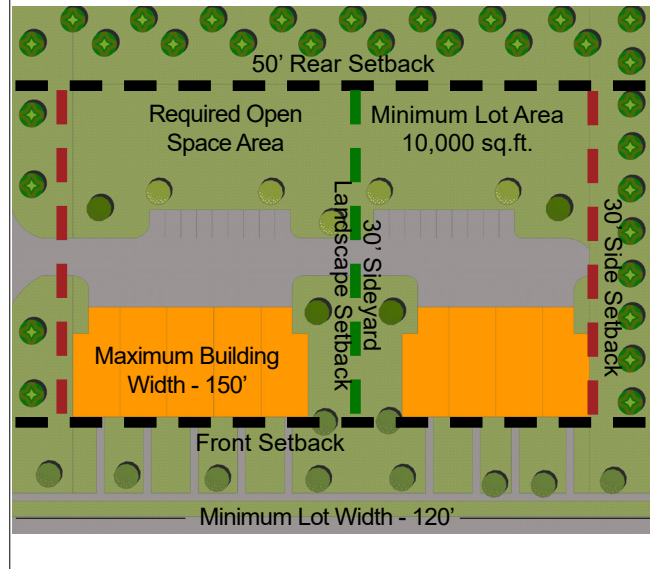 50’ Rear Setback
Required Open
Space Area
Minimum Lot Area
10,000 sq.ft.
30’ Sideyard
Landscape Setback
30’ Side Setback
Maximum Building
Width - 150’
Front Setback
Minimum Lot Width - 120’